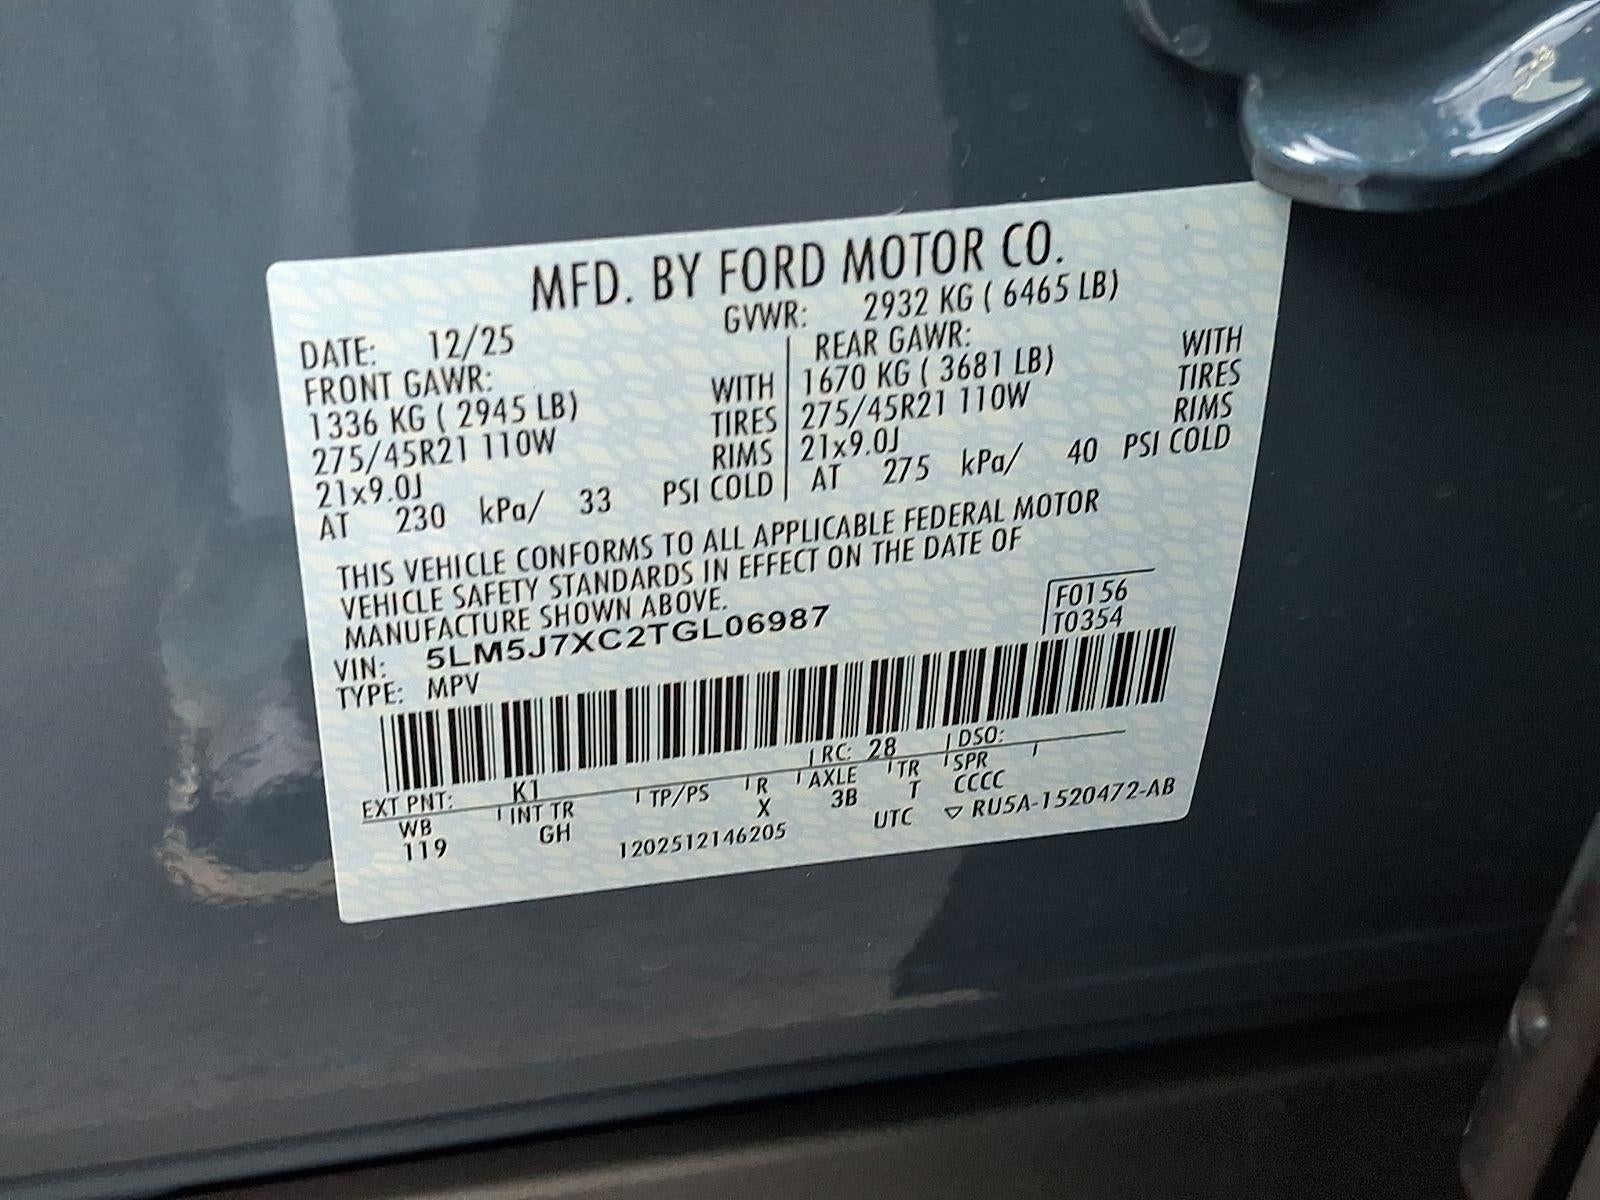 MFD. BY FORD MOTOR CO.
DATE: 12/25 GVWR: 2932 KG ( 6465 LB)
FRONT GAWR: WITH
1336 KG ( 2945 LB) TIRES
275/45R21 110W RIMS
21x9.0J
AT 230 kPa/ 33 PSI COLD
REAR GAWR: WITH
1670 KG ( 3681 LB) TIRES
275/45R21 110W RIMS
21x9.0J
AT 275 kPa/ 40 PSI COLD
THIS VEHICLE CONFORMS TO ALL APPLICABLE FEDERAL MOTOR
VEHICLE SAFETY STANDARDS IN EFFECT ON THE DATE OF
MANUFACTURE SHOWN ABOVE.
VIN: 5LM5J7XC2TGL06987
TYPE: MPV
F0156
T0354
EXT PNT: K1 RC: 28 DSO:
WB INT TR TP/PS R AXLE TR SPR
119 GH X 3B T CCCC
1202512146205 UTC ▽ RU5A-1520472-AB